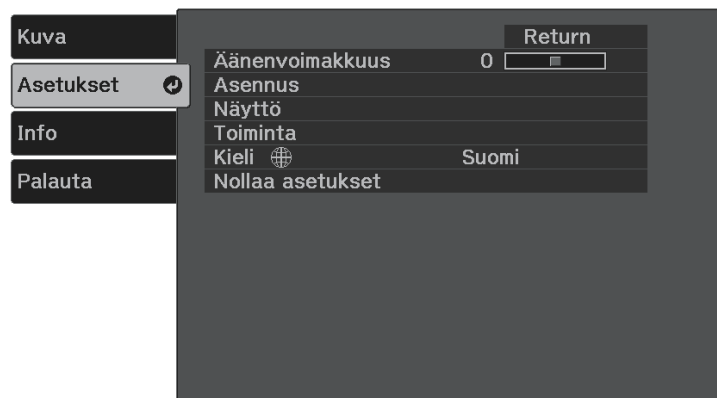 Kuva
Asetukset
Info
Palauta
Return
Äänenvoimakkuus 0
Asennus
Näyttö
Toiminta
Kieli Suomi
Nollaa asetukset